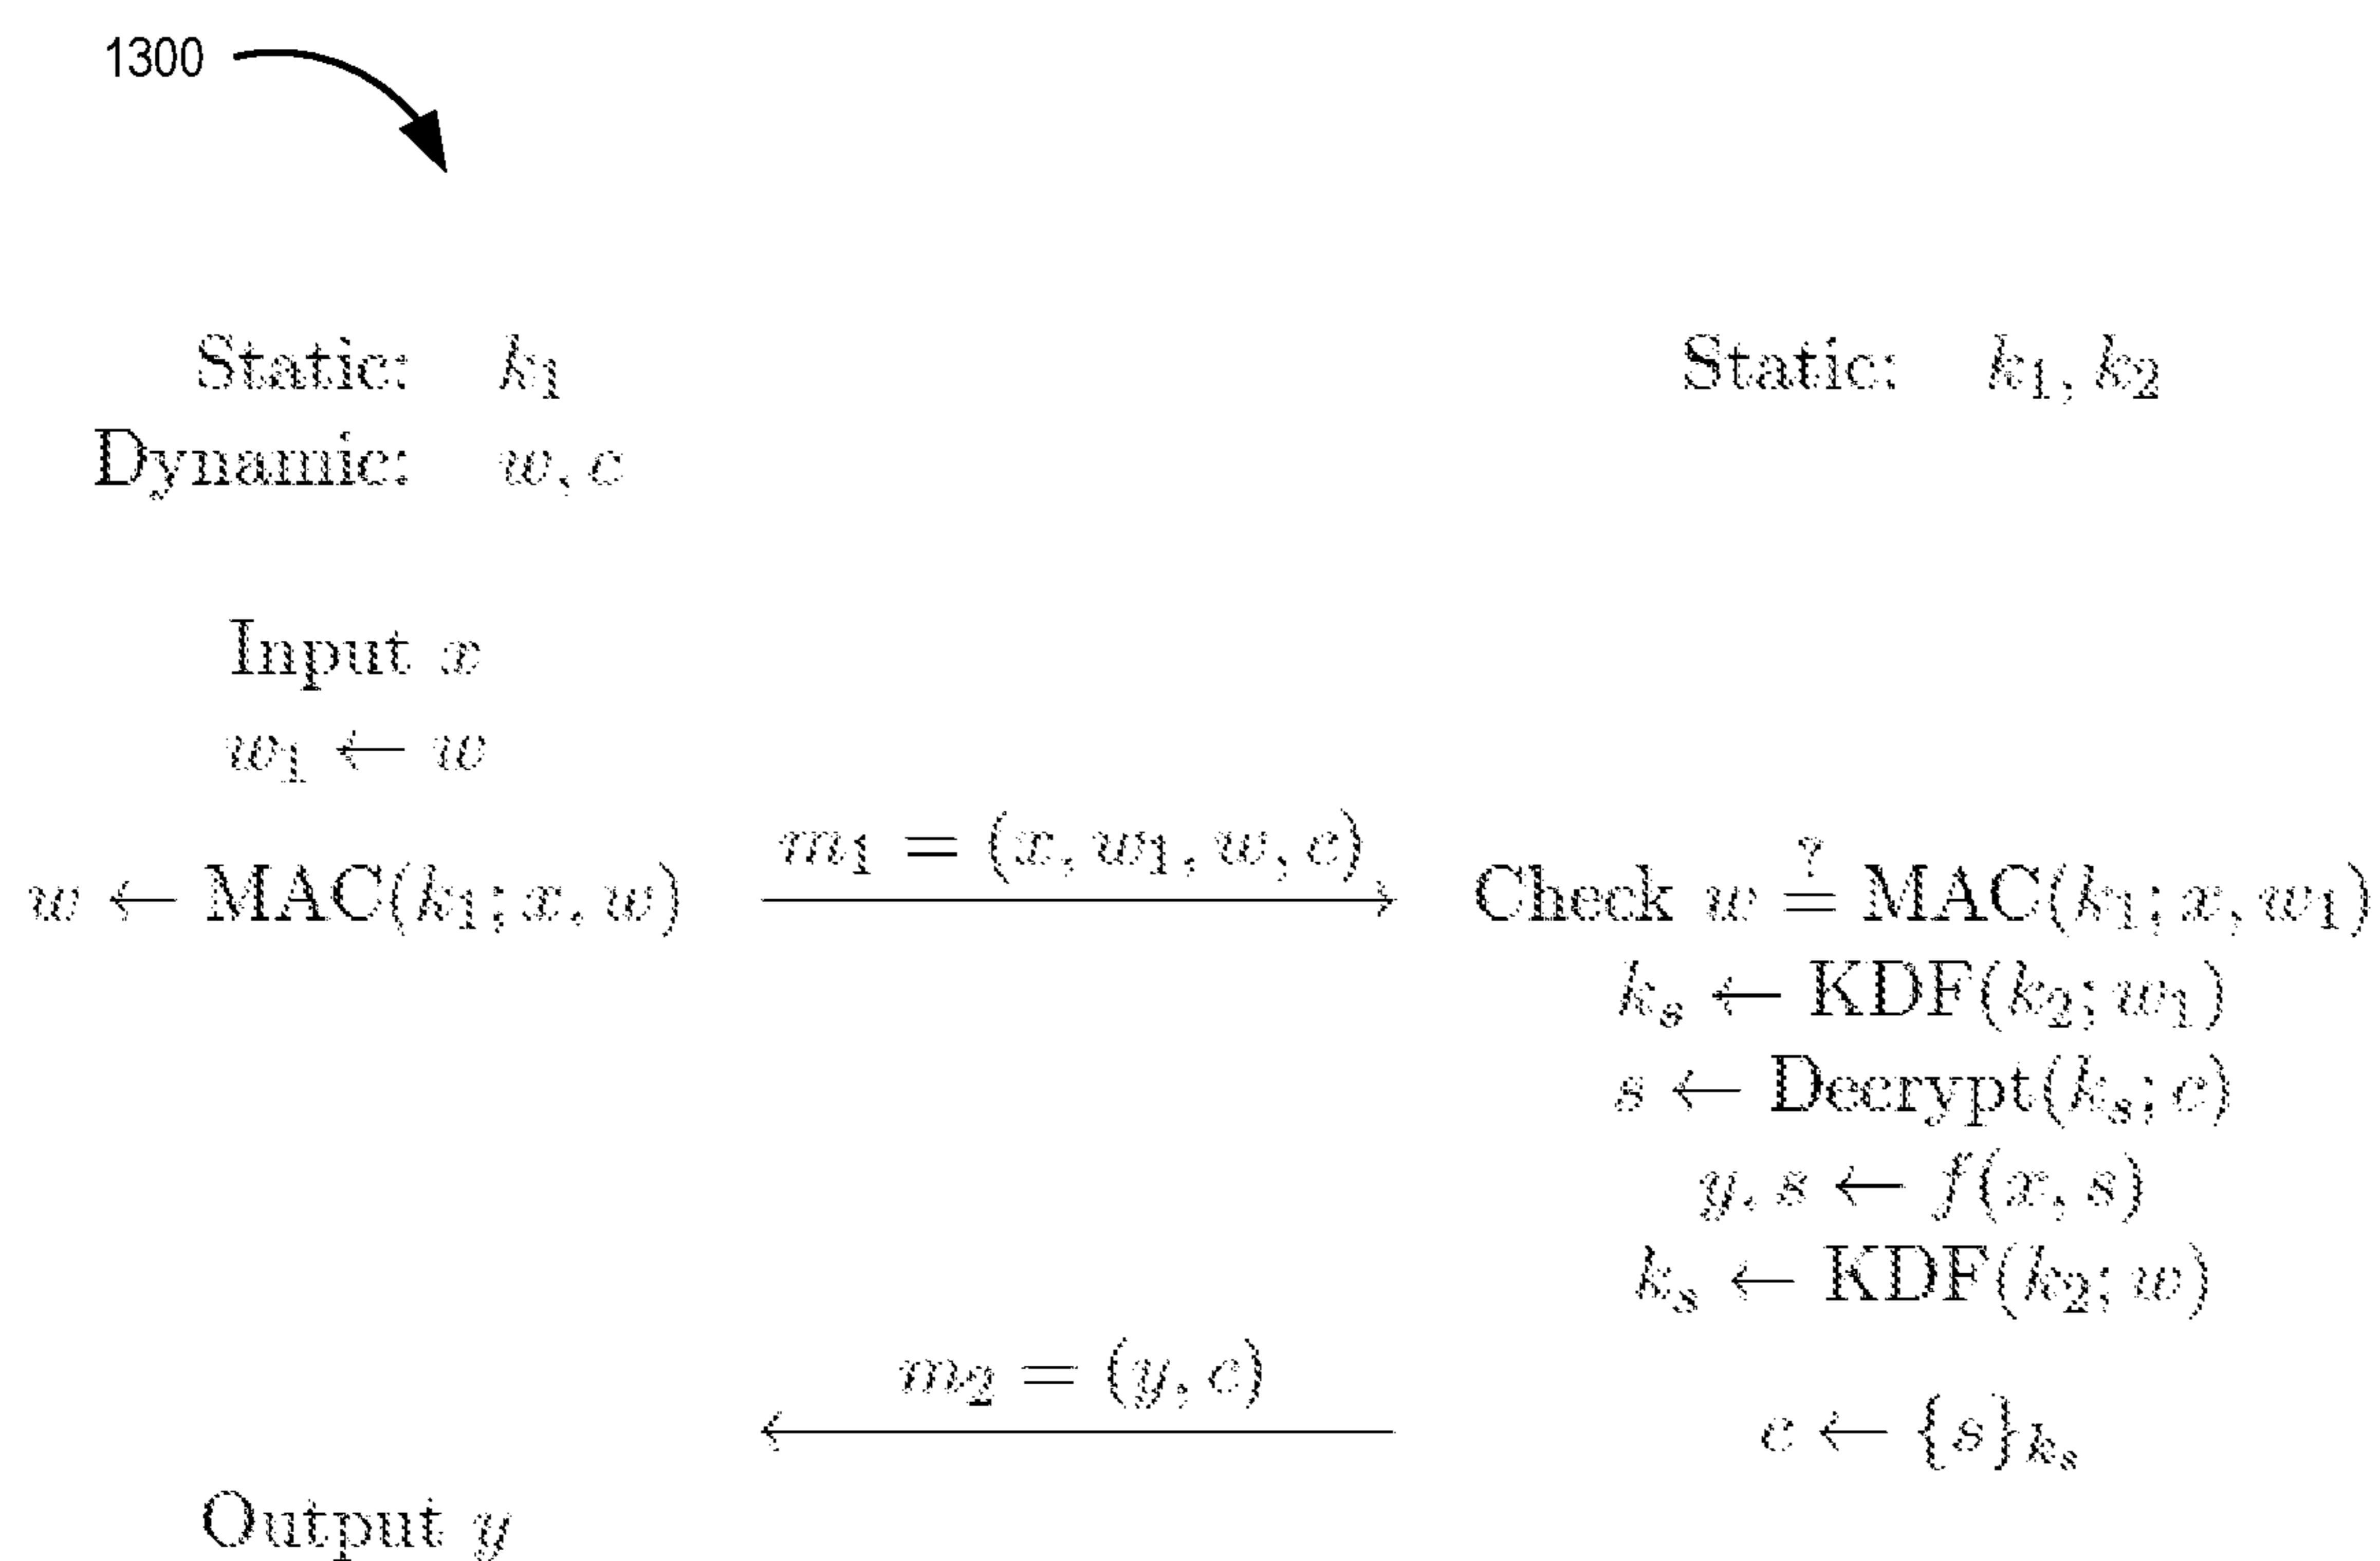 1300
Static: k₁
Dynamic: w, c
Static: k₁, k₂
Input x
w₁ ← w
w ← MAC(k₁; x, w)
m₁ = (x, w₁, w, c)
Check w ≟ MAC(k₁; x, w₁)
kₛ ← KDF(k₂; w₁)
s ← Decrypt(kₛ; c)
y, s ← f(x, s)
kₛ ← KDF(k₂; w)
m₂ = (y, c)
c ← {s}ₖₛ
Output y